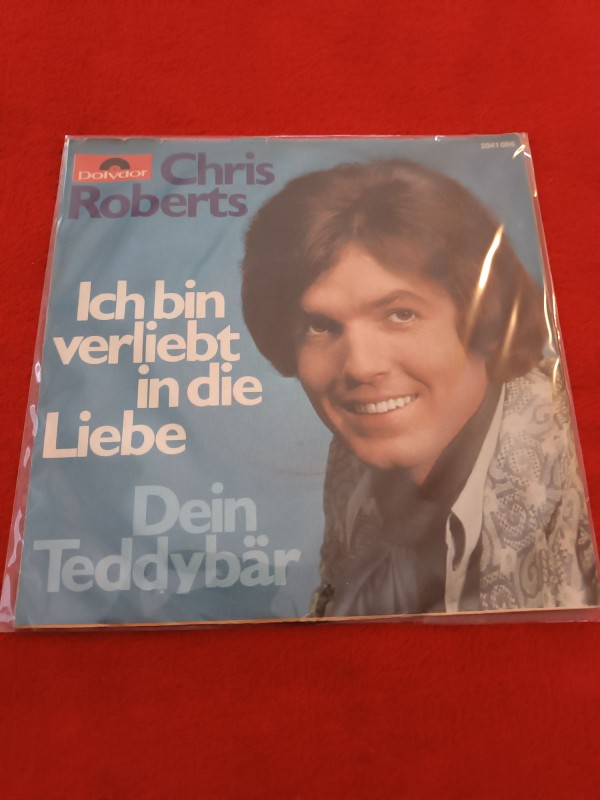 Polydor
Chris
Roberts
Ich bin
verliebt
in die
Liebe
Dein
Teddybär